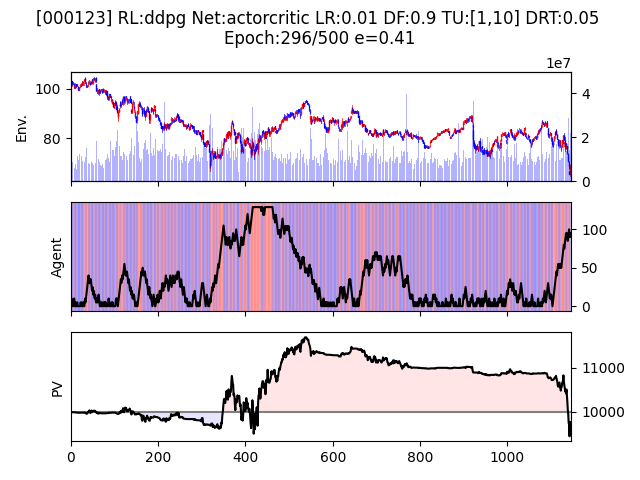 [000123] RL:ddpg Net:actorcritic LR:0.01 DF:0.9 TU:[1,10] DRT:0.05
Epoch:296/500 e=0.41
1e7
Env.
100
80
4
2
0
Agent
100
50
0
PV
11000
10000
0
200
400
600
800
1000